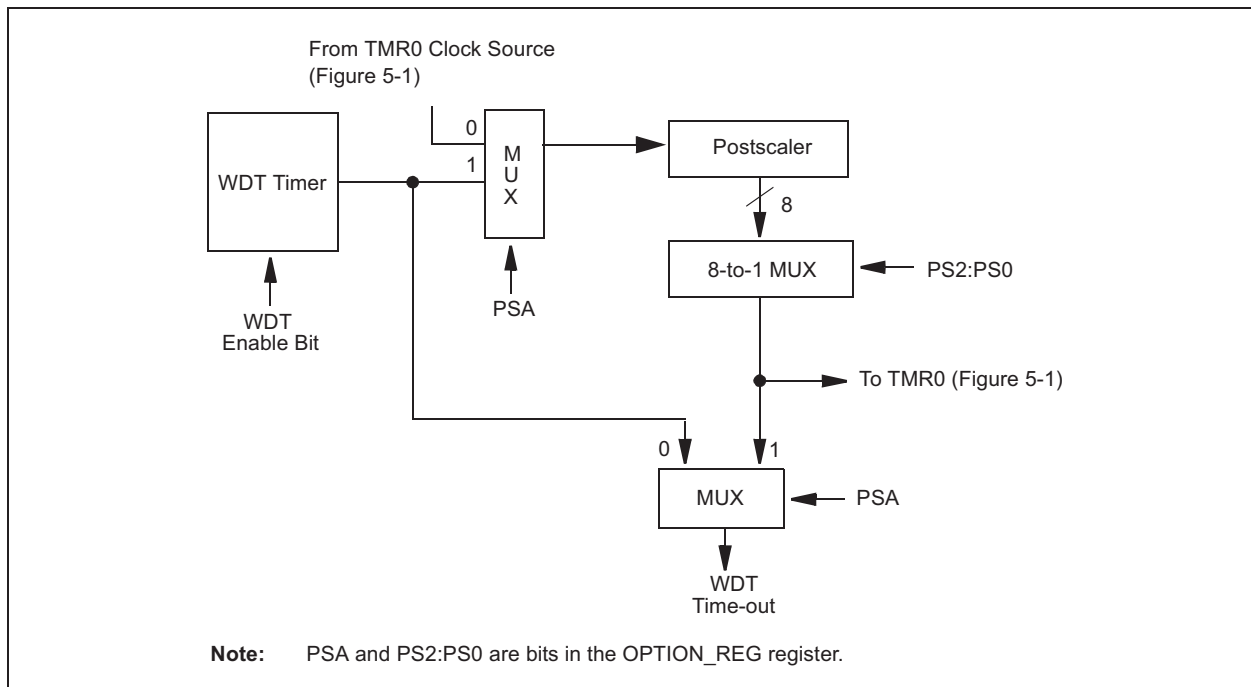 From TMR0 Clock Source
(Figure 5-1)
0
1
M
U
X
WDT Timer
Postscaler
8
8-to-1 MUX
PS2:PS0
PSA
WDT
Enable Bit
To TMR0 (Figure 5-1)
0
1
MUX
PSA
WDT
Time-out
Note: PSA and PS2:PS0 are bits in the OPTION_REG register.